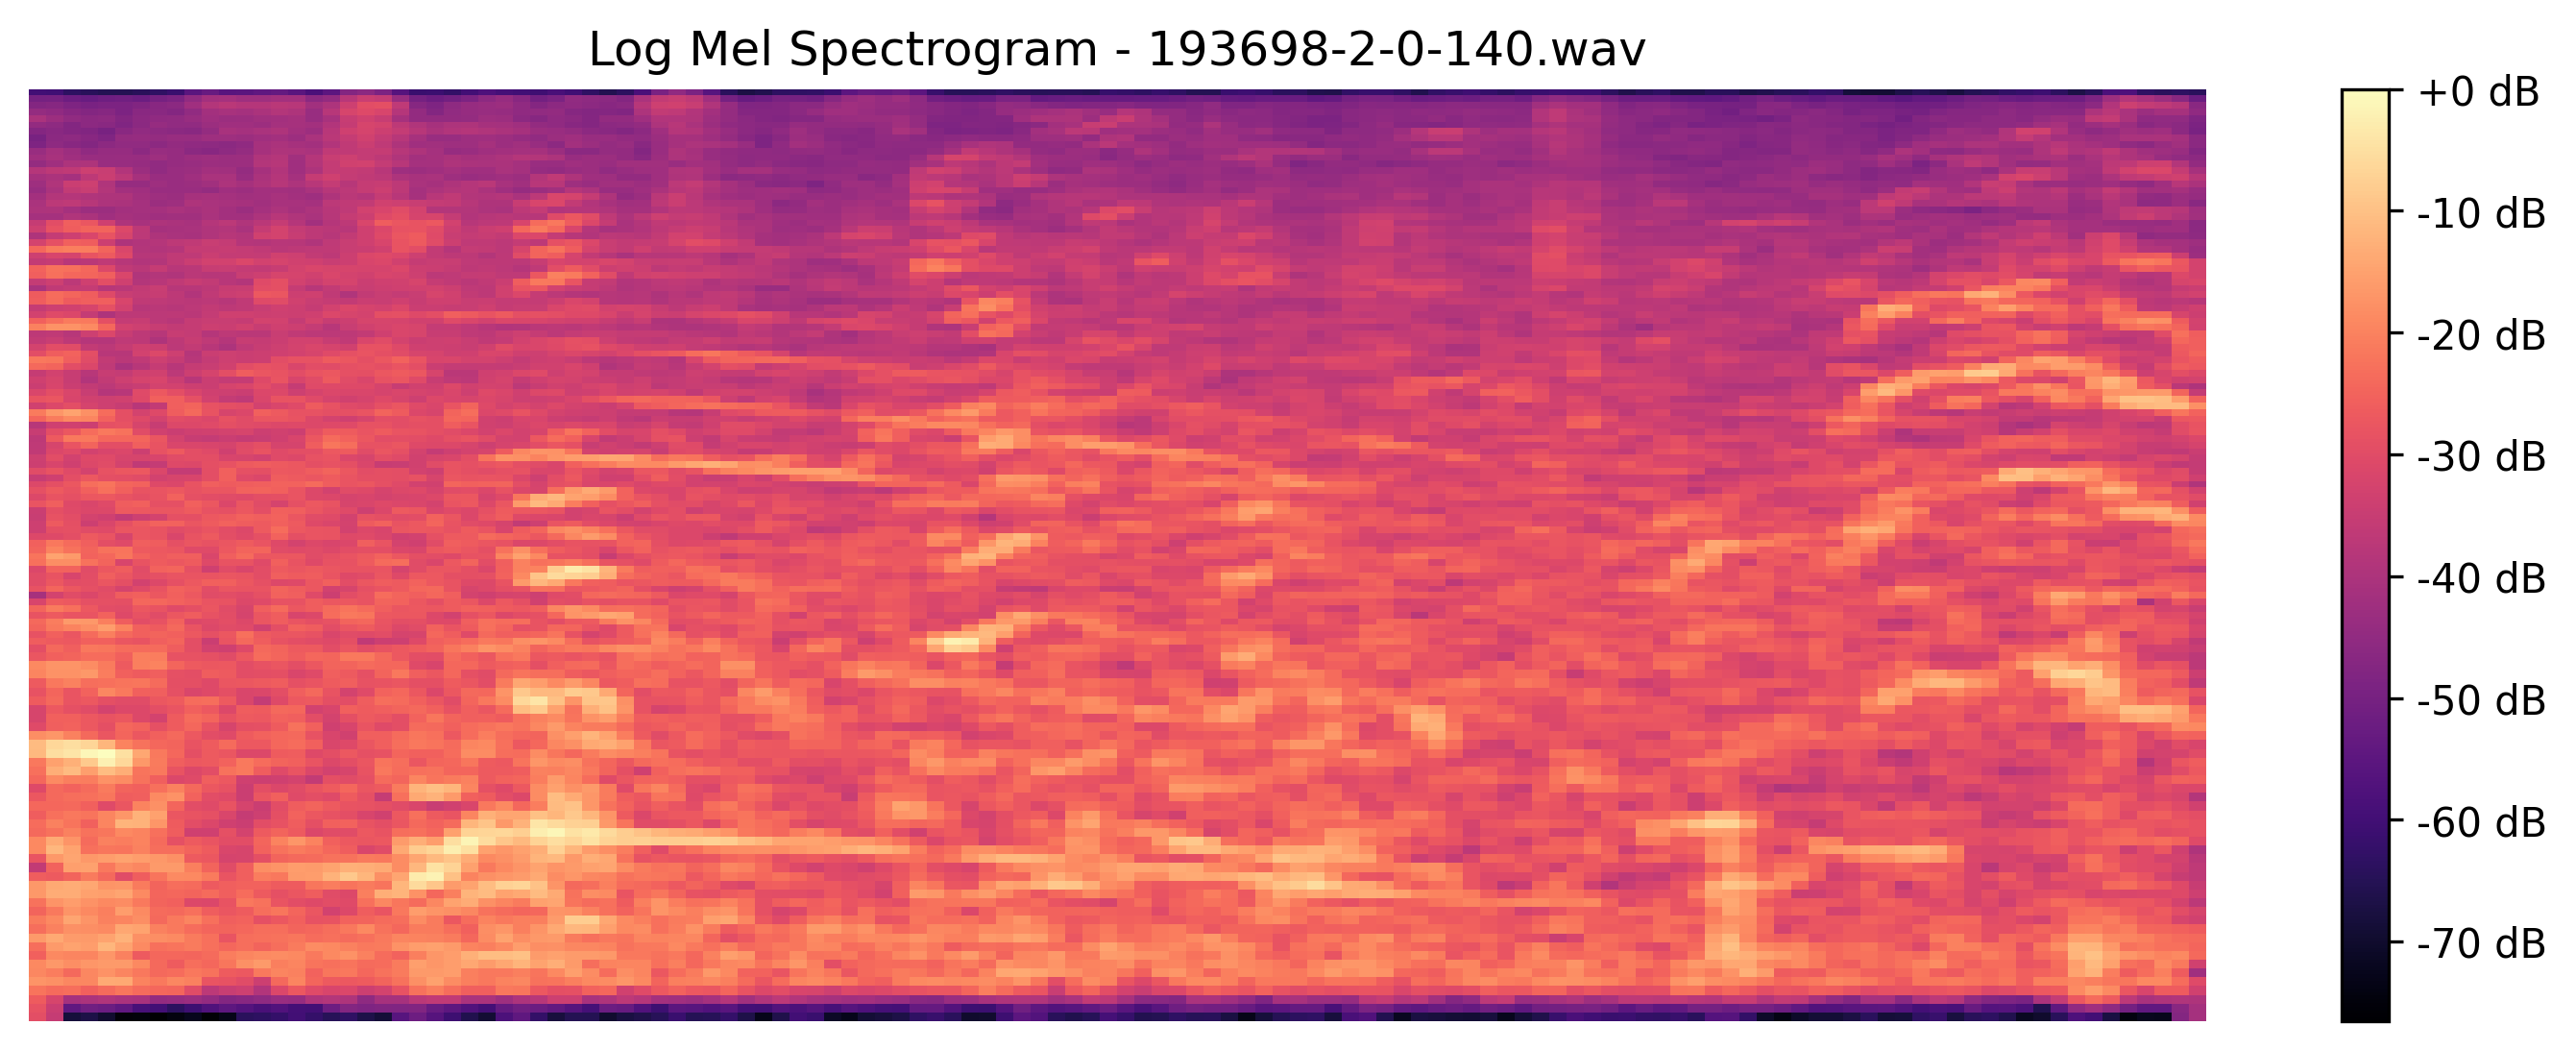 Log Mel Spectrogram - 193698-2-0-140.wav
+0 dB
-10 dB
-20 dB
-30 dB
-40 dB
-50 dB
-60 dB
-70 dB